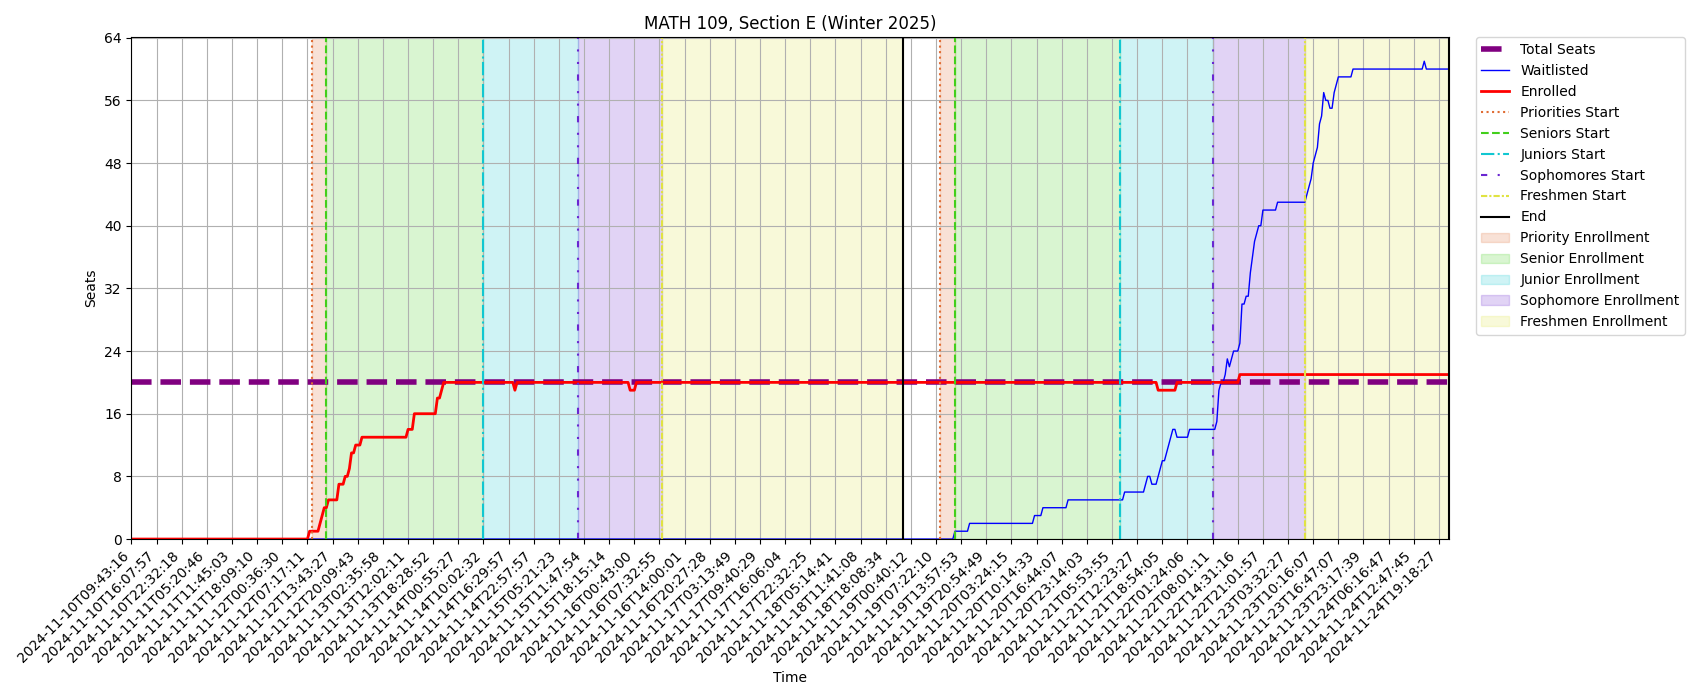 MATH 109, Section E (Winter 2025)
64
56
48
40
32
24
16
8
0
Seats
2024-11-10T09:43:16
2024-11-10T16:07:57
2024-11-10T22:32:18
2024-11-11T05:20:46
2024-11-11T11:45:03
2024-11-11T18:09:10
2024-11-12T00:36:30
2024-11-12T07:17:11
2024-11-12T13:43:27
2024-11-12T20:09:43
2024-11-13T02:35:58
2024-11-13T12:02:11
2024-11-13T18:28:52
2024-11-14T00:55:27
2024-11-14T10:02:32
2024-11-14T16:29:57
2024-11-14T22:57:57
2024-11-15T05:21:23
2024-11-15T11:47:54
2024-11-15T18:15:14
2024-11-16T00:43:00
2024-11-16T07:32:55
2024-11-16T14:00:01
2024-11-16T20:27:28
2024-11-17T03:13:49
2024-11-17T09:40:29
2024-11-17T16:06:04
2024-11-17T22:32:25
2024-11-18T05:14:41
2024-11-18T11:41:08
2024-11-18T18:08:34
2024-11-19T00:40:12
2024-11-19T07:22:10
2024-11-19T13:57:53
2024-11-19T20:54:49
2024-11-20T03:24:15
2024-11-20T10:14:33
2024-11-20T16:44:07
2024-11-20T23:14:03
2024-11-21T05:53:55
2024-11-21T12:23:27
2024-11-21T18:54:05
2024-11-22T01:24:06
2024-11-22T08:01:11
2024-11-22T14:31:16
2024-11-22T21:01:57
2024-11-23T03:32:27
2024-11-23T10:16:07
2024-11-23T16:47:07
2024-11-23T23:17:39
2024-11-24T06:16:47
2024-11-24T12:47:45
2024-11-24T19:18:27
Time
Total Seats
Waitlisted
Enrolled
Priorities Start
Seniors Start
Juniors Start
Sophomores Start
Freshmen Start
End
Priority Enrollment
Senior Enrollment
Junior Enrollment
Sophomore Enrollment
Freshmen Enrollment